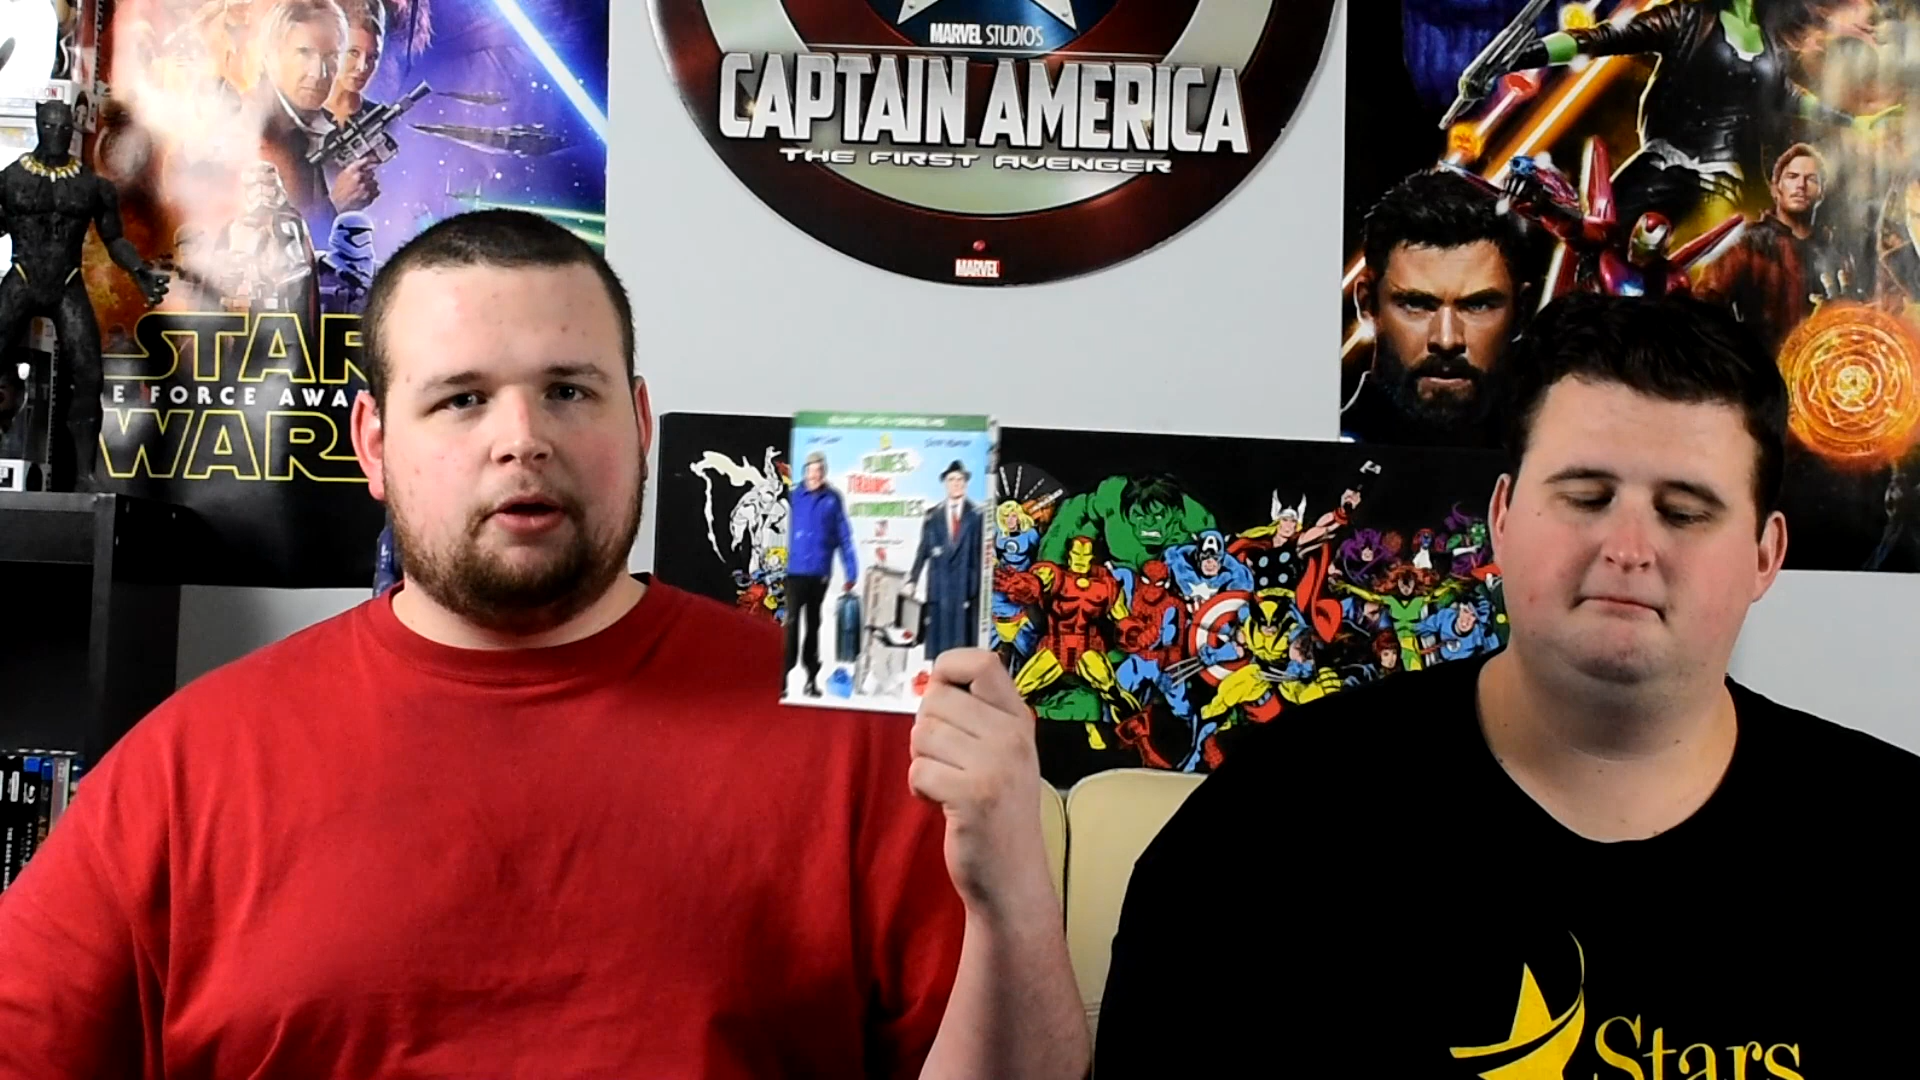 MARVEL STUDIOS
CAPTAIN AMERICA
THE FIRST AVENGER
MARVEL
STAR
E FORCE AWA
WAR
PLANES,
TRAINS
AUTOMOBILES
Stars